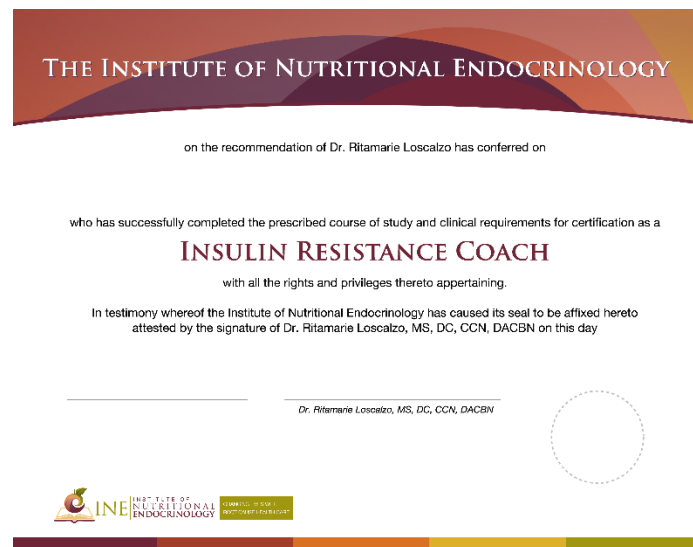 THE INSTITUTE OF NUTRITIONAL ENDOCRINOLOGY
on the recommendation of Dr. Ritamarie Loscalzo has conferred on
who has successfully completed the prescribed course of study and clinical requirements for certification as a
INSULIN RESISTANCE COACH
with all the rights and privileges thereto appertaining.
In testimony whereof the Institute of Nutritional Endocrinology has caused its seal to be affixed hereto
attested by the signature of Dr. Ritamarie Loscalzo, MS, DC, CCN, DACBN on this day
Dr. Ritamarie Loscalzo, MS, DC, CCN, DACBN
INE
INSTITUTE OF
NUTRITIONAL
ENDOCRINOLOGY